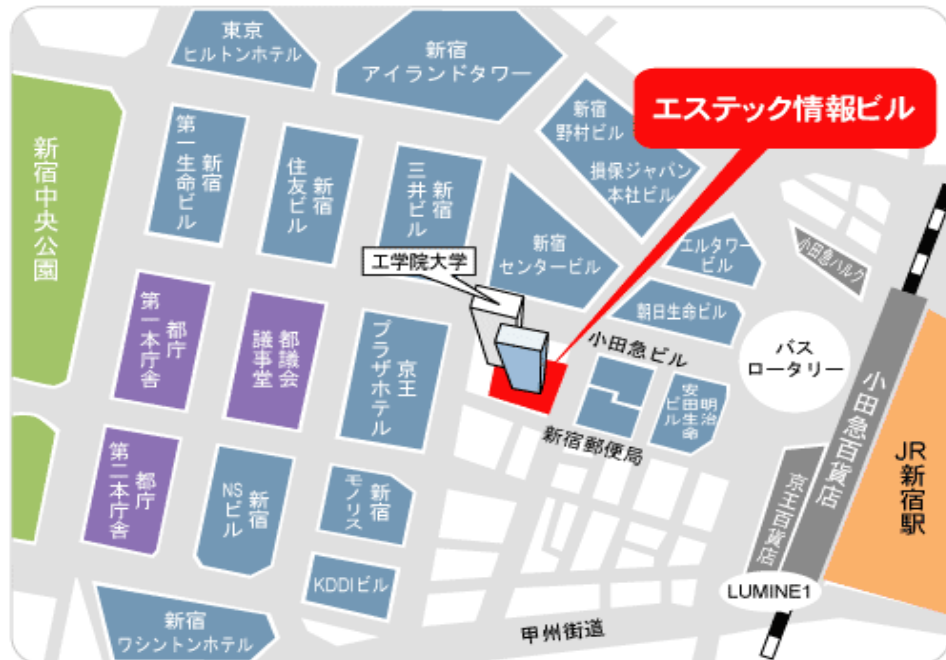 東京
ヒルトンホテル
新宿
アイランドタワー
新宿
野村ビル
損保ジャパン
本社ビル
エステック情報ビル
新宿中央公園
新宿
第一生命ビル
新宿
住友ビル
新宿
三井ビル
新宿
センタービル
エルタワー
ビル
小田急ハルク
工学院大学
朝日生命ビル
都庁
第一本庁舎
都議会
議事堂
京王
プラザホテル
小田急ビル
バス
ロータリー
明治
安田生命
ビル
新宿郵便局
小田急百貨店
JR
新宿駅
都庁
第二本庁舎
新宿
NSビル
新宿
モノリス
京王百貨店
KDDIビル
LUMINE1
新宿
ワシントンホテル
甲州街道